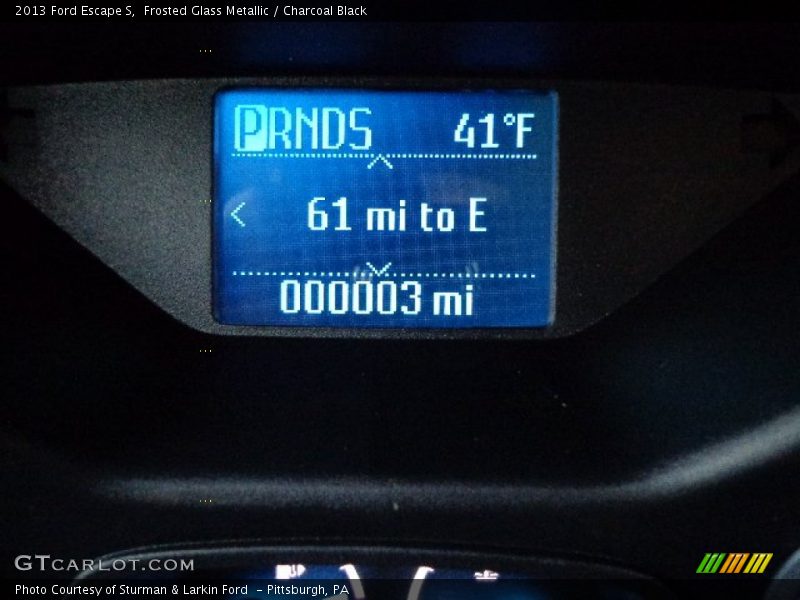 2013 Ford Escape S,  Frosted Glass Metallic / Charcoal Black
PRNDS 41°F
61 mi to E
000003 mi
GTCARLOT.COM
Photo Courtesy of Sturman & Larkin Ford  - Pittsburgh, PA